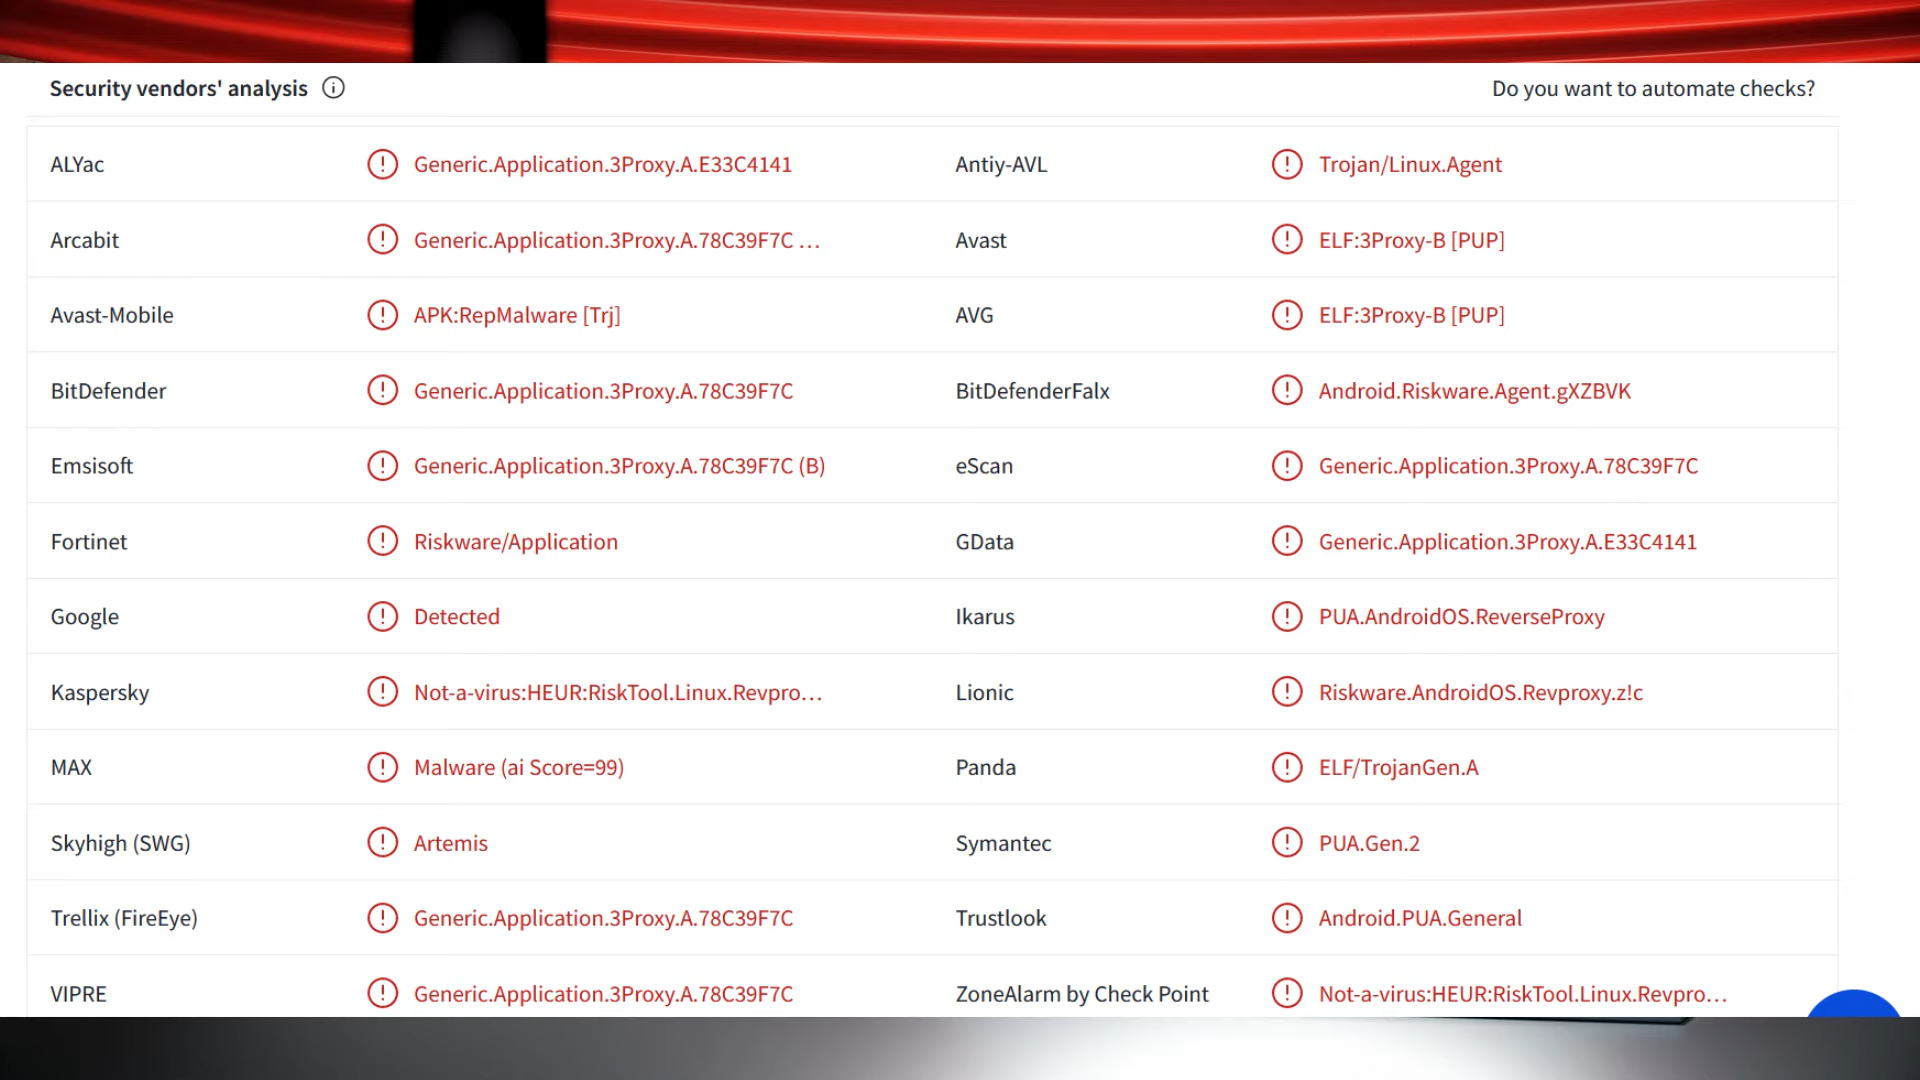 Security vendors' analysis
Do you want to automate checks?
ALYac Generic.Application.3Proxy.A.E33C4141 Antiy-AVL Trojan/Linux.Agent
Arcabit Generic.Application.3Proxy.A.78C39F7C … Avast ELF:3Proxy-B [PUP]
Avast-Mobile APK:RepMalware [Trj] AVG ELF:3Proxy-B [PUP]
BitDefender Generic.Application.3Proxy.A.78C39F7C BitDefenderFalx Android.Riskware.Agent.gXZBVK
Emsisoft Generic.Application.3Proxy.A.78C39F7C (B) eScan Generic.Application.3Proxy.A.78C39F7C
Fortinet Riskware/Application GData Generic.Application.3Proxy.A.E33C4141
Google Detected Ikarus PUA.AndroidOS.ReverseProxy
Kaspersky Not-a-virus:HEUR:RiskTool.Linux.Revpro… Lionic Riskware.AndroidOS.Revproxy.z!c
MAX Malware (ai Score=99) Panda ELF/TrojanGen.A
Skyhigh (SWG) Artemis Symantec PUA.Gen.2
Trellix (FireEye) Generic.Application.3Proxy.A.78C39F7C Trustlook Android.PUA.General
VIPRE Generic.Application.3Proxy.A.78C39F7C ZoneAlarm by Check Point Not-a-virus:HEUR:RiskTool.Linux.Revpro…